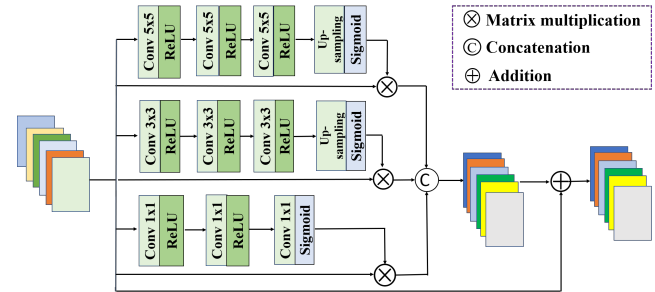 Conv 5x5
ReLU
Conv 5x5
ReLU
Conv 5x5
ReLU
Up-
sampling
Sigmoid
Matrix multiplication
C
Concatenation
Addition
Conv 3x3
ReLU
Conv 3x3
ReLU
Conv 3x3
ReLU
Up-
sampling
Sigmoid
C
Conv 1x1
ReLU
Conv 1x1
ReLU
Conv 1x1
Sigmoid